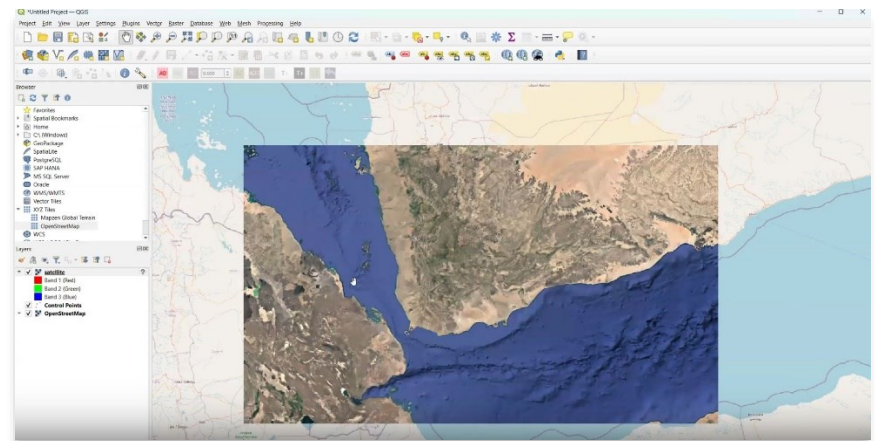 *Untitled Project — QGIS
Project Edit View Layer Settings Plugins Vector Raster Database Web Mesh Processing Help
Browser
Favorites
Spatial Bookmarks
Home
C:\ (Windows)
GeoPackage
SpatiaLite
PostgreSQL
SAP HANA
MS SQL Server
Oracle
WMS/WMTS
Vector Tiles
XYZ Tiles
Mapzen Global Terrain
OpenStreetMap
WCS
Layers
satellite
Band 1 (Red)
Band 2 (Green)
Band 3 (Blue)
Control Points
OpenStreetMap